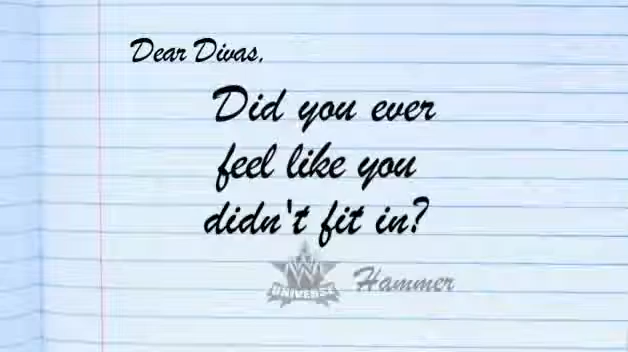 Dear Divas,
Did you ever
feel like you
didn't fit in?
W
UNIVERSE
Hammer